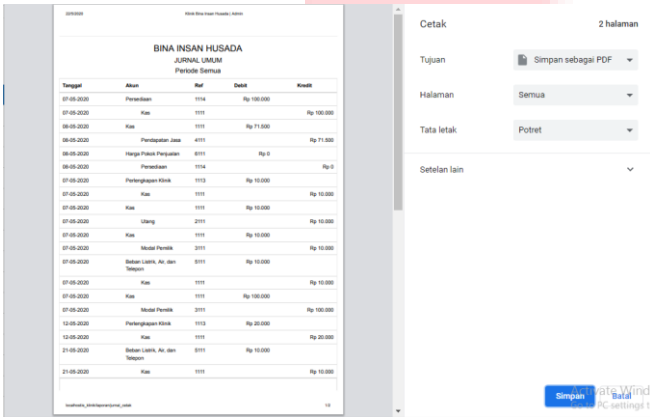 Klinik Bina Insan Husada | Admin
BINA INSAN HUSADA
JURNAL UMUM
Periode Semua
Tanggal Akun Ref Debit Kredit
07-05-2020 Persediaan 1114 Rp 100.000
07-05-2020 Kas 1111 Rp 100.000
08-05-2020 Kas 1111 Rp 71.500
08-05-2020 Pendapatan Jasa 4111 Rp 71.500
08-05-2020 Harga Pokok Penjualan 6111 Rp 0
08-05-2020 Persediaan 1114 Rp 0
07-05-2020 Perlengkapan Klinik 1113 Rp 10.000
07-05-2020 Kas 1111 Rp 10.000
07-05-2020 Kas 1111 Rp 10.000
07-05-2020 Utang 2111 Rp 10.000
07-05-2020 Kas 1111 Rp 10.000
07-05-2020 Modal Pemilik 3111 Rp 10.000
07-05-2020 Beban Listrik, Air, dan 5111 Rp 10.000
Telepon
07-05-2020 Kas 1111 Rp 10.000
07-05-2020 Kas 1111 Rp 100.000
07-05-2020 Modal Pemilik 3111 Rp 100.000
12-05-2020 Perlengkapan Klinik 1113 Rp 20.000
12-05-2020 Kas 1111 Rp 20.000
21-05-2020 Beban Listrik, Air, dan 5111 Rp 10.000
Telepon
21-05-2020 Kas 1111 Rp 10.000
1/2
Cetak 2 halaman
Tujuan Simpan sebagai PDF
Halaman Semua
Tata letak Potret
Setelan lain
Simpan Batal
Activate Wind
PC settings t